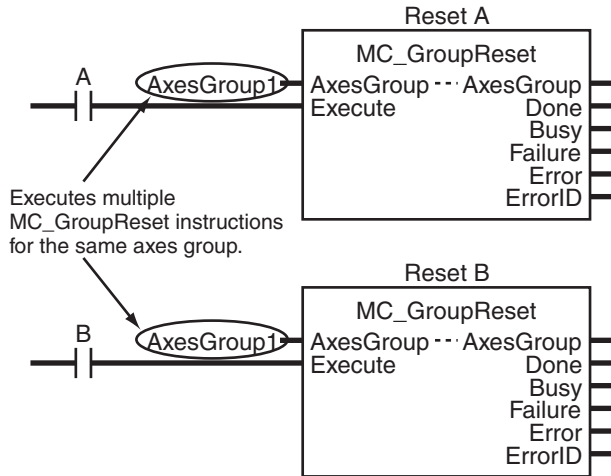 Reset A
MC_GroupReset
A
AxesGroup1
AxesGroup AxesGroup
Execute Done
Busy
Failure
Error
ErrorID
Executes multiple
MC_GroupReset instructions
for the same axes group.
Reset B
MC_GroupReset
B
AxesGroup1
AxesGroup AxesGroup
Execute Done
Busy
Failure
Error
ErrorID